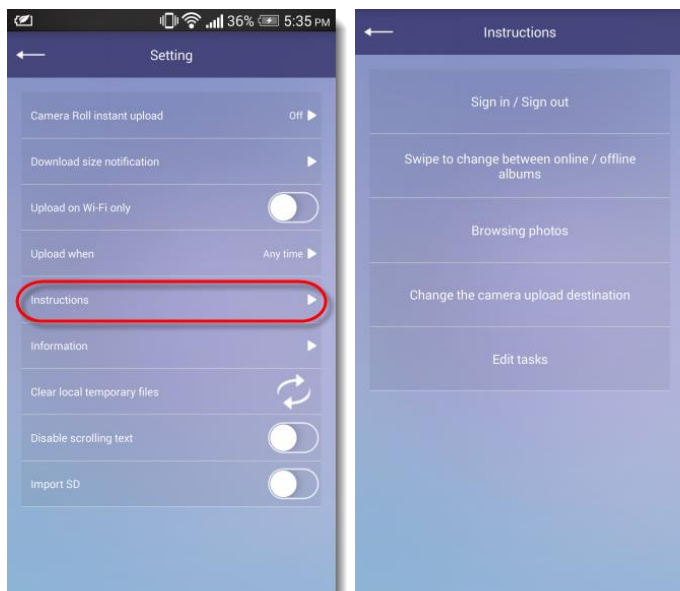 36% 5:35 PM
Setting
Camera Roll instant upload Off
Download size notification
Upload on Wi-Fi only
Upload when Any time
Instructions
Information
Clear local temporary files
Disable scrolling text
Import SD
Instructions
Sign in / Sign out
Swipe to change between online / offline
albums
Browsing photos
Change the camera upload destination
Edit tasks